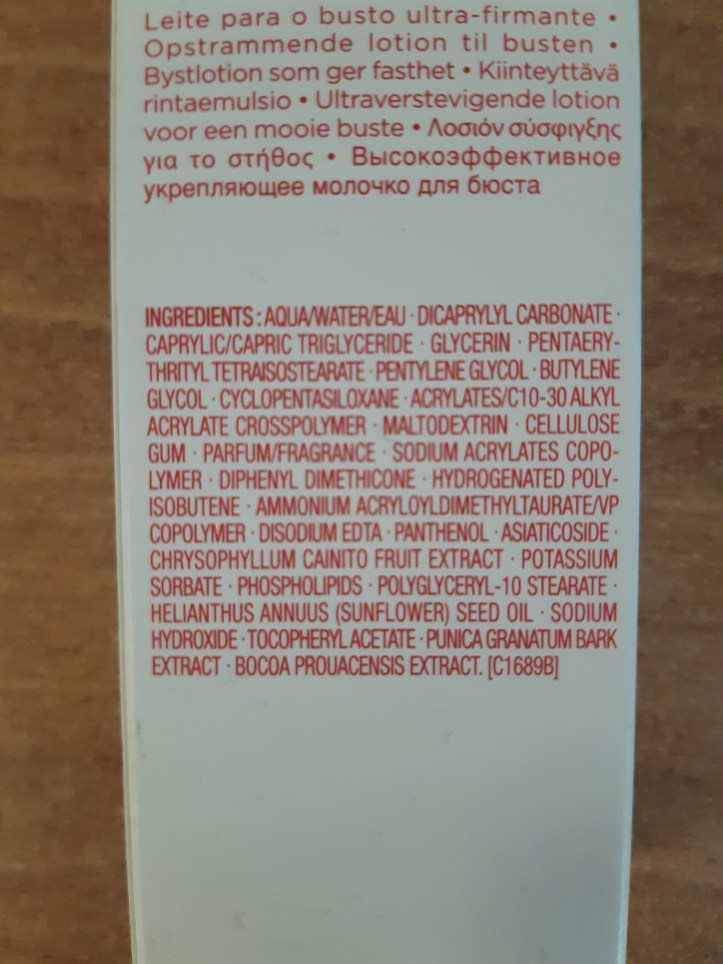 Leite para o busto ultra-firmante •
Opstrammende lotion til busten •
Bystlotion som ger fasthet • Kiinteyttävä
rintaemulsio • Ultraverstevigende lotion
voor een mooie buste • Λοσιόν σύσφιγξης
για το στήθος • Высокоэффективное
укрепляющее молочко для бюста
INGREDIENTS : AQUA/WATER/EAU · DICAPRYLYL CARBONATE ·
CAPRYLIC/CAPRIC TRIGLYCERIDE · GLYCERIN · PENTAERY-
THRITYL TETRAISOSTEARATE · PENTYLENE GLYCOL · BUTYLENE
GLYCOL · CYCLOPENTASILOXANE · ACRYLATES/C10-30 ALKYL
ACRYLATE CROSSPOLYMER · MALTODEXTRIN · CELLULOSE
GUM · PARFUM/FRAGRANCE · SODIUM ACRYLATES COPO-
LYMER · DIPHENYL DIMETHICONE · HYDROGENATED POLY-
ISOBUTENE · AMMONIUM ACRYLOYLDIMETHYLTAURATE/VP
COPOLYMER · DISODIUM EDTA · PANTHENOL · ASIATICOSIDE ·
CHRYSOPHYLLUM CAINITO FRUIT EXTRACT · POTASSIUM
SORBATE · PHOSPHOLIPIDS · POLYGLYCERYL-10 STEARATE ·
HELIANTHUS ANNUUS (SUNFLOWER) SEED OIL · SODIUM
HYDROXIDE · TOCOPHERYL ACETATE · PUNICA GRANATUM BARK
EXTRACT · BOCOA PROUACENSIS EXTRACT. [C1689B]